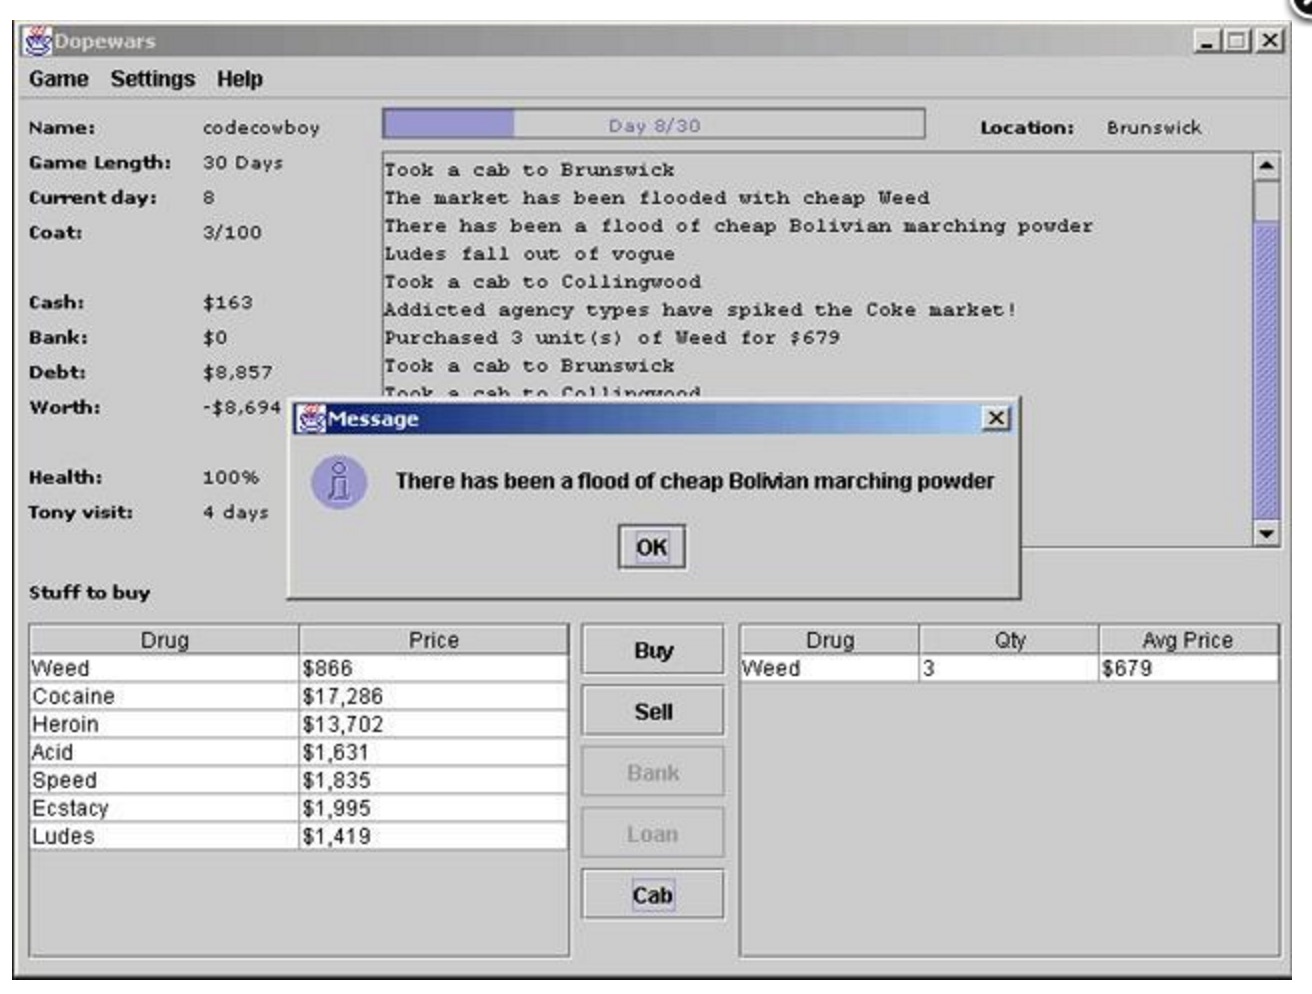 Dopewars
Game Settings Help
Name: codecowboy Day 8/30 Location: Brunswick
Game Length: 30 Days
Current day: 8
Coat: 3/100
Cash: $163
Bank: $0
Debt: $8,857
Worth: -$8,694
Health: 100%
Tony visit: 4 days
Took a cab to Brunswick
The market has been flooded with cheap Weed
There has been a flood of cheap Bolivian marching powder
Ludes fall out of vogue
Took a cab to Collingwood
Addicted agency types have spiked the Coke market!
Purchased 3 unit(s) of Weed for $679
Took a cab to Brunswick
Took a cab to Collingwood
Message
There has been a flood of cheap Bolivian marching powder
OK
Stuff to buy
Drug Price
Weed $866
Cocaine $17,286
Heroin $13,702
Acid $1,631
Speed $1,835
Ecstacy $1,995
Ludes $1,419
Buy
Sell
Bank
Loan
Cab
Drug Qty Avg Price
Weed 3 $679